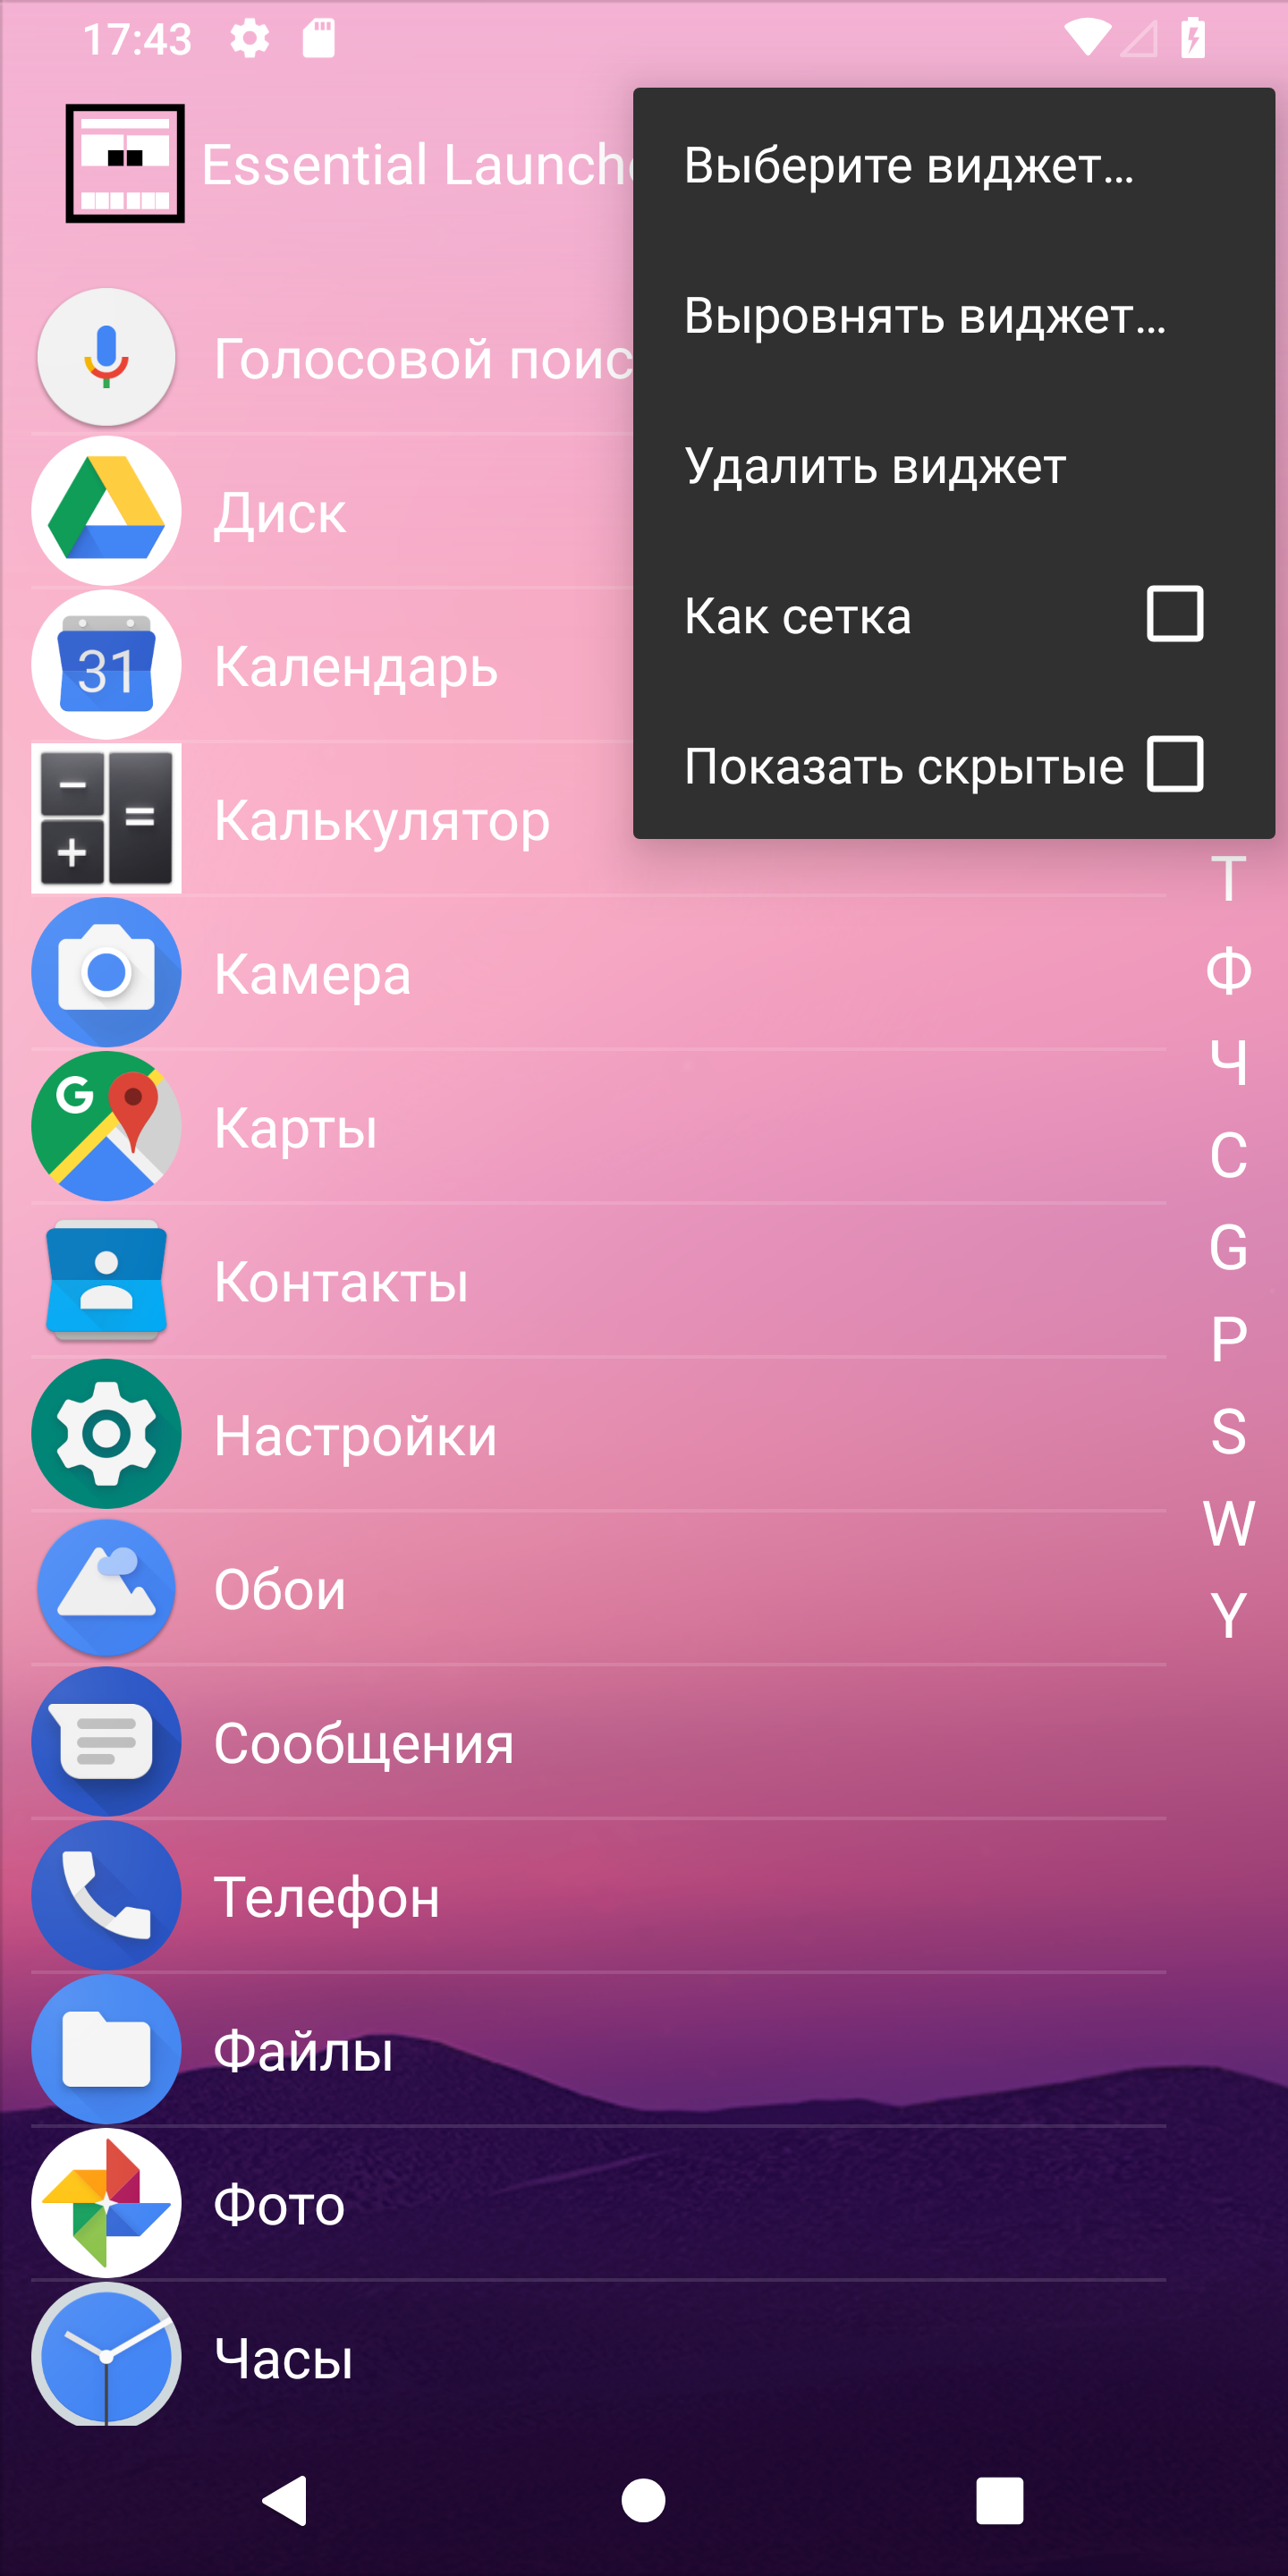 17:43
Essential Launche
Выберите виджет…
Выровнять виджет…
Удалить виджет
Как сетка
Показать скрытые
Голосовой поис
Диск
31
Календарь
Калькулятор
Камера
G
Карты
Контакты
Настройки
Обои
Сообщения
Телефон
Файлы
Фото
Часы
Т
Ф
Ч
C
G
P
S
W
Y